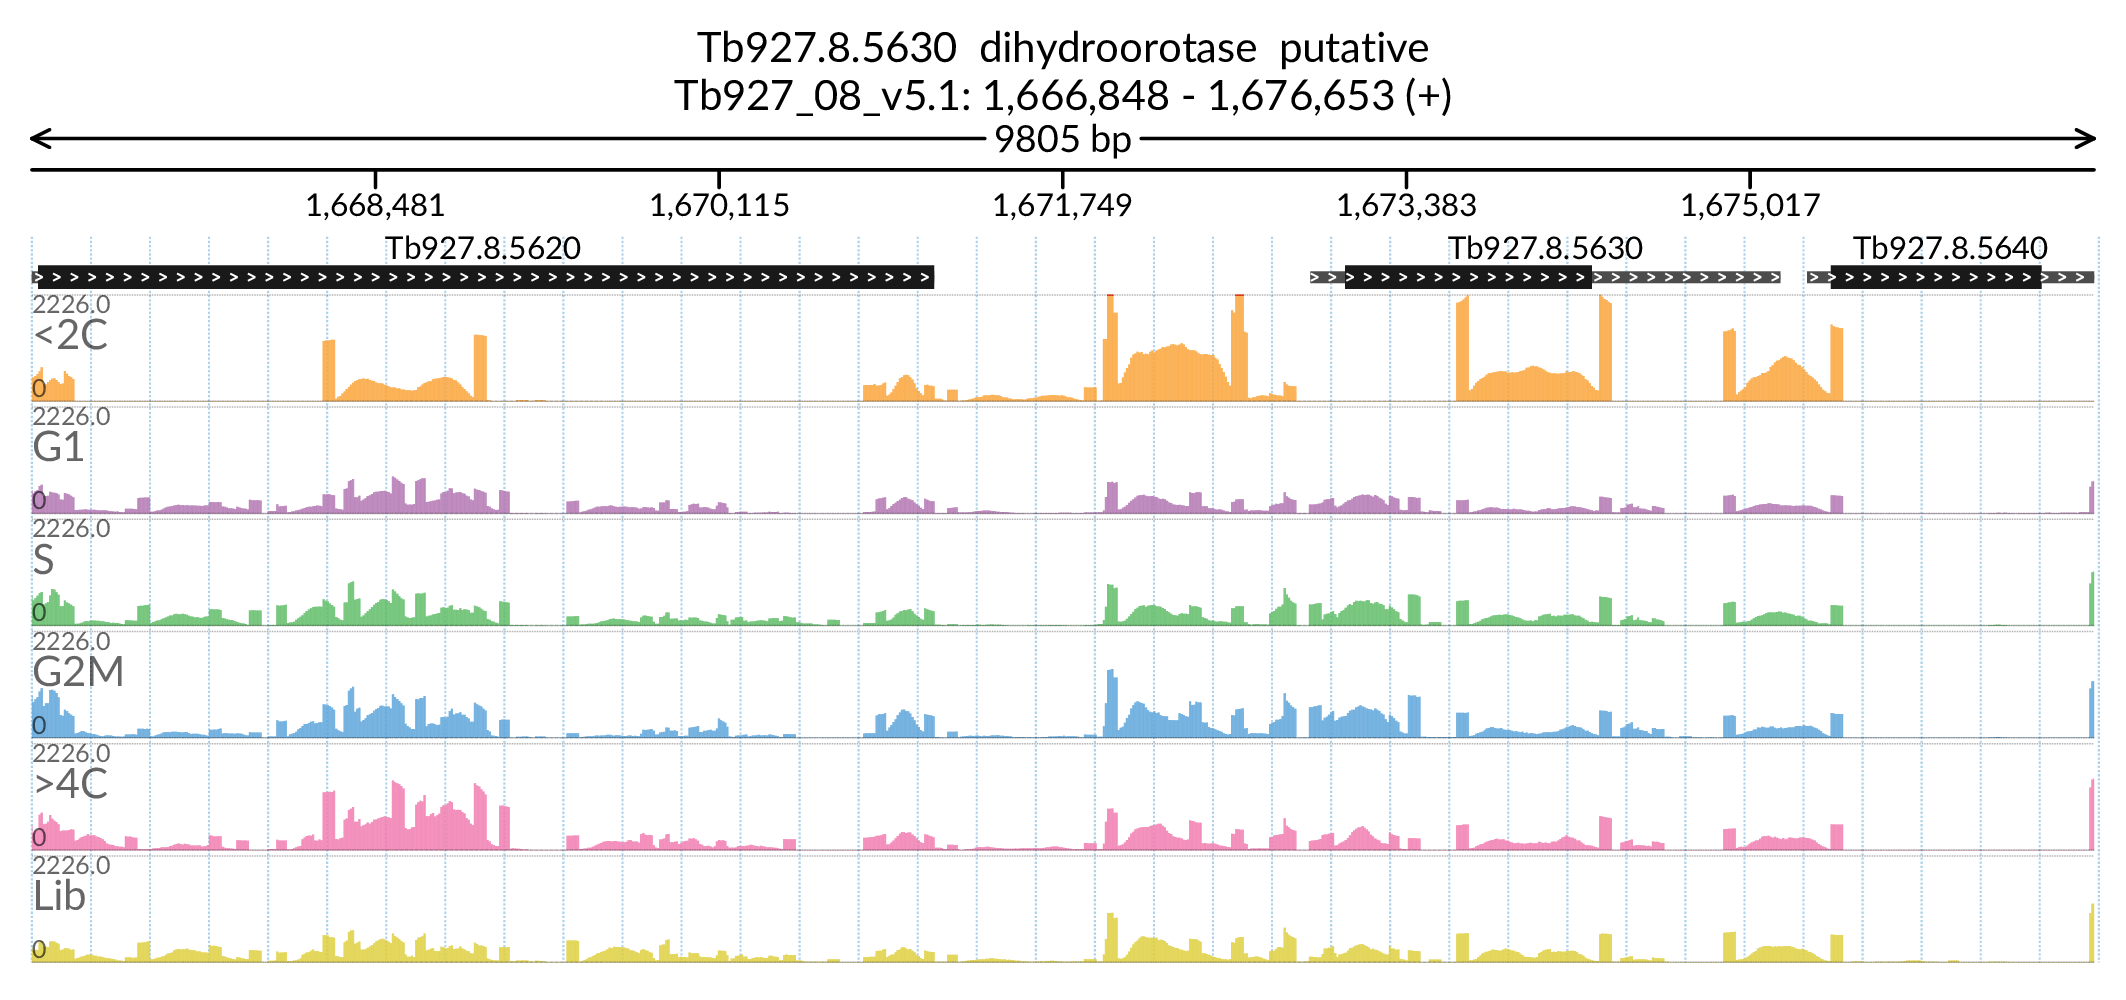 Tb927.8.5630 dihydroorotase putative
Tb927_08_v5.1: 1,666,848 - 1,676,653 (+)
9805 bp
1,668,481 1,670,115 1,671,749 1,673,383 1,675,017
Tb927.8.5620 Tb927.8.5630 Tb927.8.5640
2226.0
<2C
0
2226.0
G1
0
2226.0
S
0
2226.0
G2M
0
2226.0
>4C
0
2226.0
Lib
0